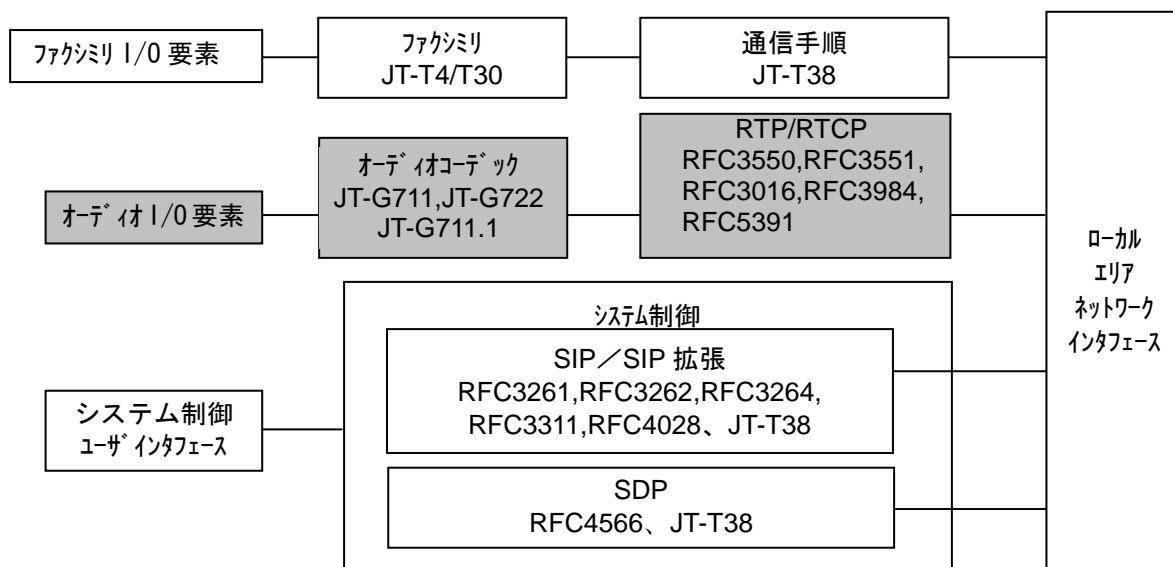 ﾌｧｸｼﾐﾘ I/O 要素
ﾌｧｸｼﾐﾘ
JT-T4/T30
通信手順
JT-T38
ｵｰﾃﾞｨｵ I/O 要素
ｵｰﾃﾞｨｵｺｰﾃﾞｯｸ
JT-G711,JT-G722
JT-G711.1
RTP/RTCP
RFC3550,RFC3551,
RFC3016,RFC3984,
RFC5391
システム制御
ﾕｰｻﾞｲﾝﾀﾌｪｰｽ
ｼｽﾃﾑ制御
SIP／SIP 拡張
RFC3261,RFC3262,RFC3264,
RFC3311,RFC4028、JT-T38
SDP
RFC4566、JT-T38
ﾛｰｶﾙ
ｴﾘｱ
ﾈｯﾄﾜｰｸ
ｲﾝﾀﾌｪｰｽ